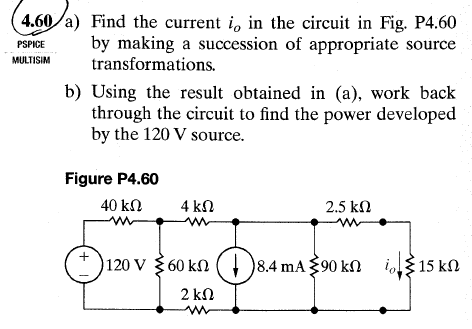 4.60 a) Find the current iₒ in the circuit in Fig. P4.60
PSPICE by making a succession of appropriate source
MULTISIM transformations.
b) Using the result obtained in (a), work back
through the circuit to find the power developed
by the 120 V source.
Figure P4.60
40 kΩ 4 kΩ 2.5 kΩ
+
−
120 V 60 kΩ 8.4 mA 90 kΩ iₒ 15 kΩ
2 kΩ